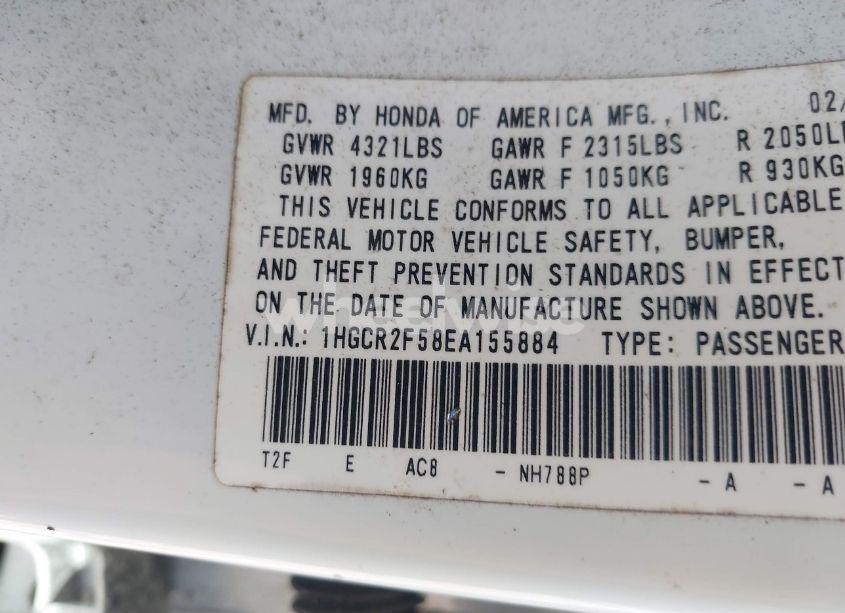 MFD. BY HONDA OF AMERICA MFG., INC. 02/
GVWR 4321LBS GAWR F 2315LBS R 2050L
GVWR 1960KG GAWR F 1050KG R 930KG
THIS VEHICLE CONFORMS TO ALL APPLICABLE
FEDERAL MOTOR VEHICLE SAFETY, BUMPER,
AND THEFT PREVENTION STANDARDS IN EFFECT
ON THE DATE OF MANUFACTURE SHOWN ABOVE.
wheelwise
V.I.N.: 1HGCR2F58EA155884 TYPE: PASSENGER
T2F E AC8 - NH788P - A - A